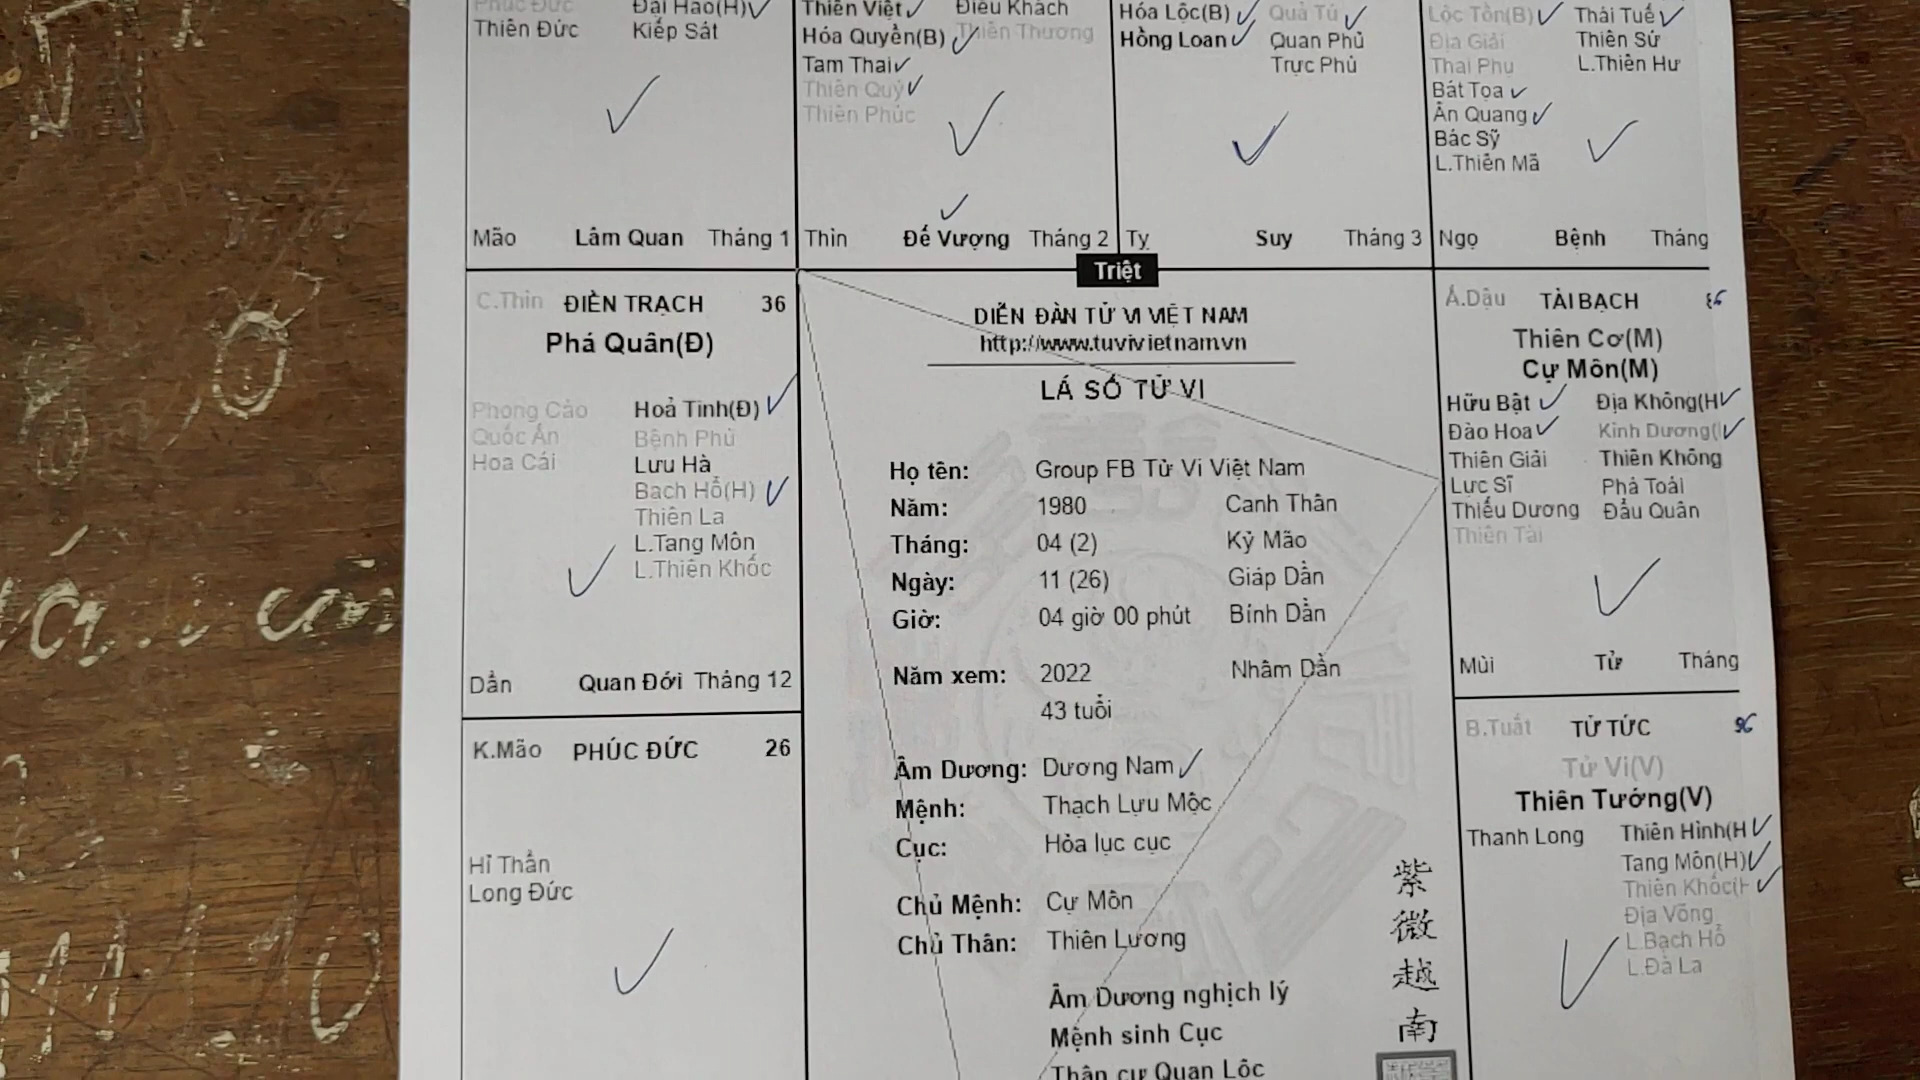 Phúc Đức Đại Hao(H)
Thiên Đức Kiếp Sát
Mão Lâm Quan Tháng 1
Thiên Việt Điếu Khách
Hóa Quyền(B) Thiên Thương
Tam Thai
Thiên Quý
Thiên Phúc
Thìn Đế Vượng Tháng 2
Hóa Lộc(B) Quả Tú
Hồng Loan Quan Phủ
Trực Phù
Tỵ Suy Tháng 3
Lộc Tồn(B) Thái Tuế
Địa Giải Thiên Sứ
Thai Phụ L.Thiên Hư
Bát Tọa
Ân Quang
Bác Sỹ
L.Thiên Mã
Ngọ Bệnh Tháng
Triệt
C.Thìn ĐIỀN TRẠCH 36
Phá Quân(Đ)
Phong Cáo Hoả Tinh(Đ)
Quốc Ấn Bệnh Phù
Hoa Cái Lưu Hà
Bạch Hổ(H)
Thiên La
L.Tang Môn
L.Thiên Khốc
Dần Quan Đới Tháng 12
K.Mão PHÚC ĐỨC 26
Hỉ Thần
Long Đức
DIỄN ĐÀN TỬ VI VIỆT NAM
http://www.tuvivietnam.vn
LÁ SỐ TỬ VI
Họ tên: Group FB Tử Vi Việt Nam
Năm: 1980 Canh Thân
Tháng: 04 (2) Kỷ Mão
Ngày: 11 (26) Giáp Dần
Giờ: 04 giờ 00 phút Bính Dần
Năm xem: 2022 Nhâm Dần
43 tuổi
Âm Dương: Dương Nam
Mệnh: Thạch Lựu Mộc
Cục: Hỏa lục cục
Chủ Mệnh: Cự Môn
Chủ Thân: Thiên Lương
Âm Dương nghịch lý
Mệnh sinh Cục
Thân cư Quan Lộc
紫
微
越
南
Ấ.Dậu TÀI BẠCH
Thiên Cơ(M)
Cự Môn(M)
Hữu Bật Địa Không(H
Đào Hoa Kình Dương(
Thiên Giải Thiên Không
Lực Sĩ Phá Toái
Thiếu Dương Đẩu Quân
Thiên Tài
Mùi Tử Tháng
B.Tuất TỬ TỨC 96
Tử Vi(V)
Thiên Tướng(V)
Thanh Long Thiên Hình(H
Tang Môn(H)
Thiên Khốc(H
Địa Võng
L.Bạch Hổ
L.Đà La